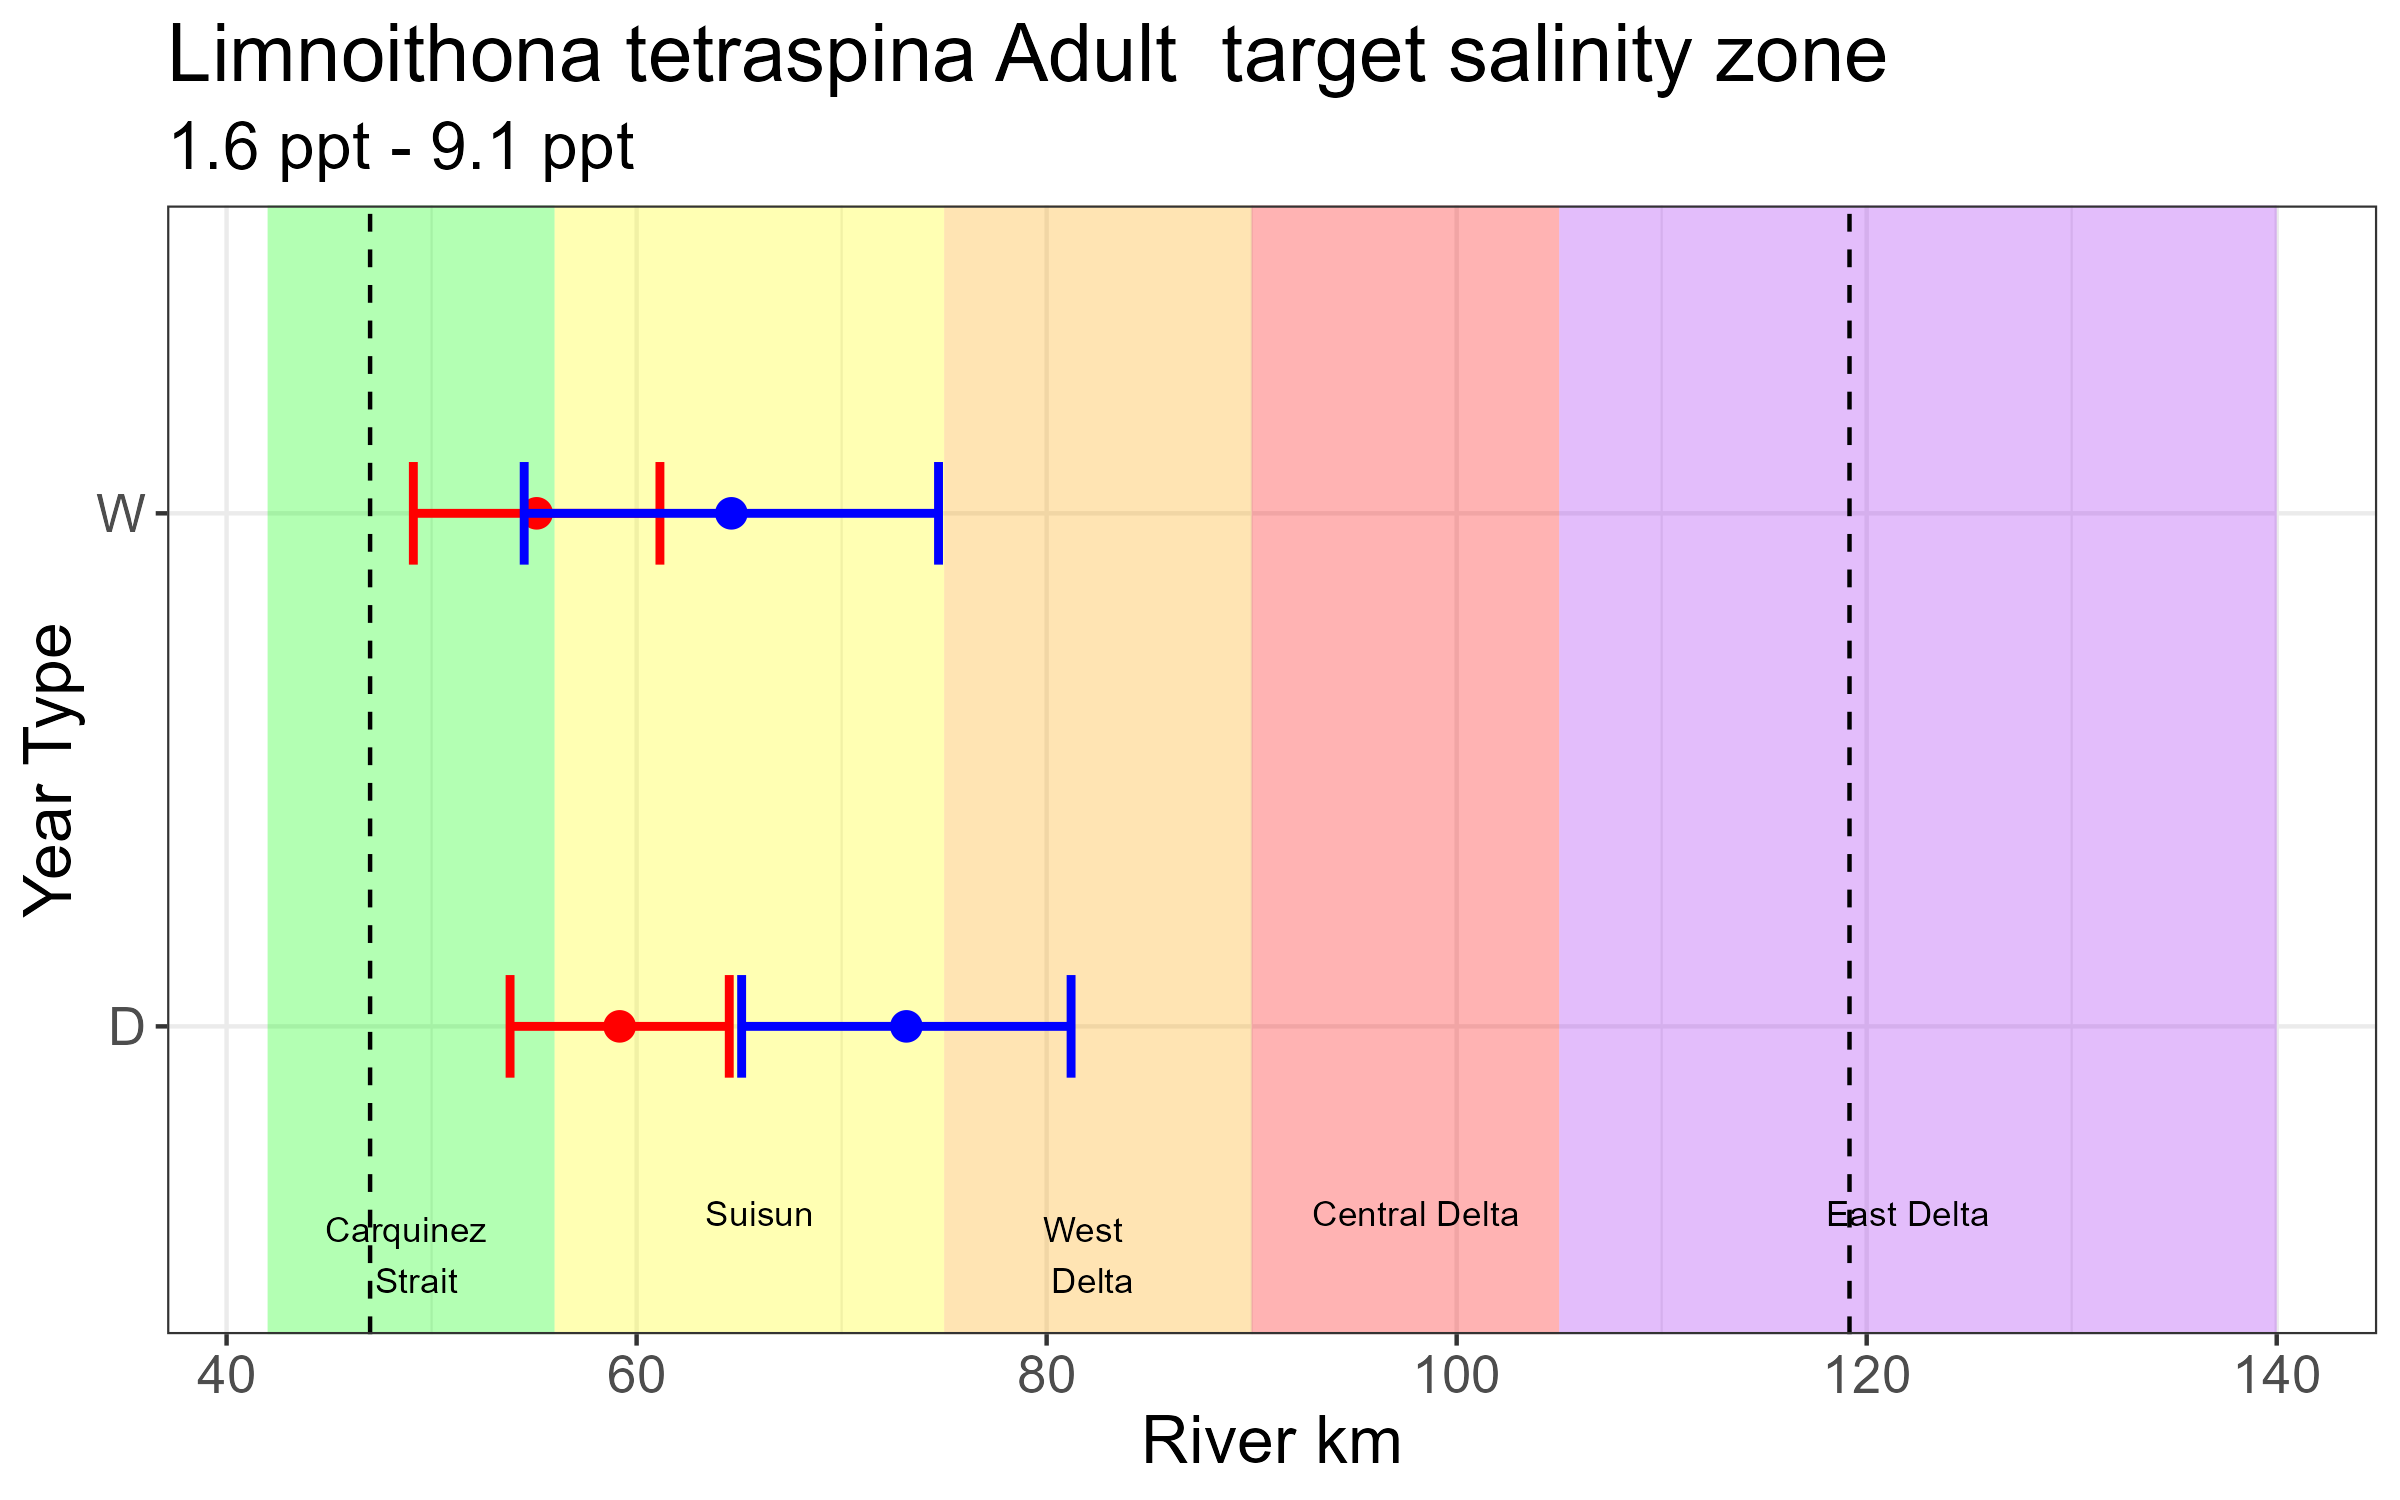 Limnoithona tetraspina Adult  target salinity zone
1.6 ppt - 9.1 ppt
Year Type
W
D
Carquinez
Strait
Suisun
West
Delta
Central Delta
East Delta
40 60 80 100 120 140
River km